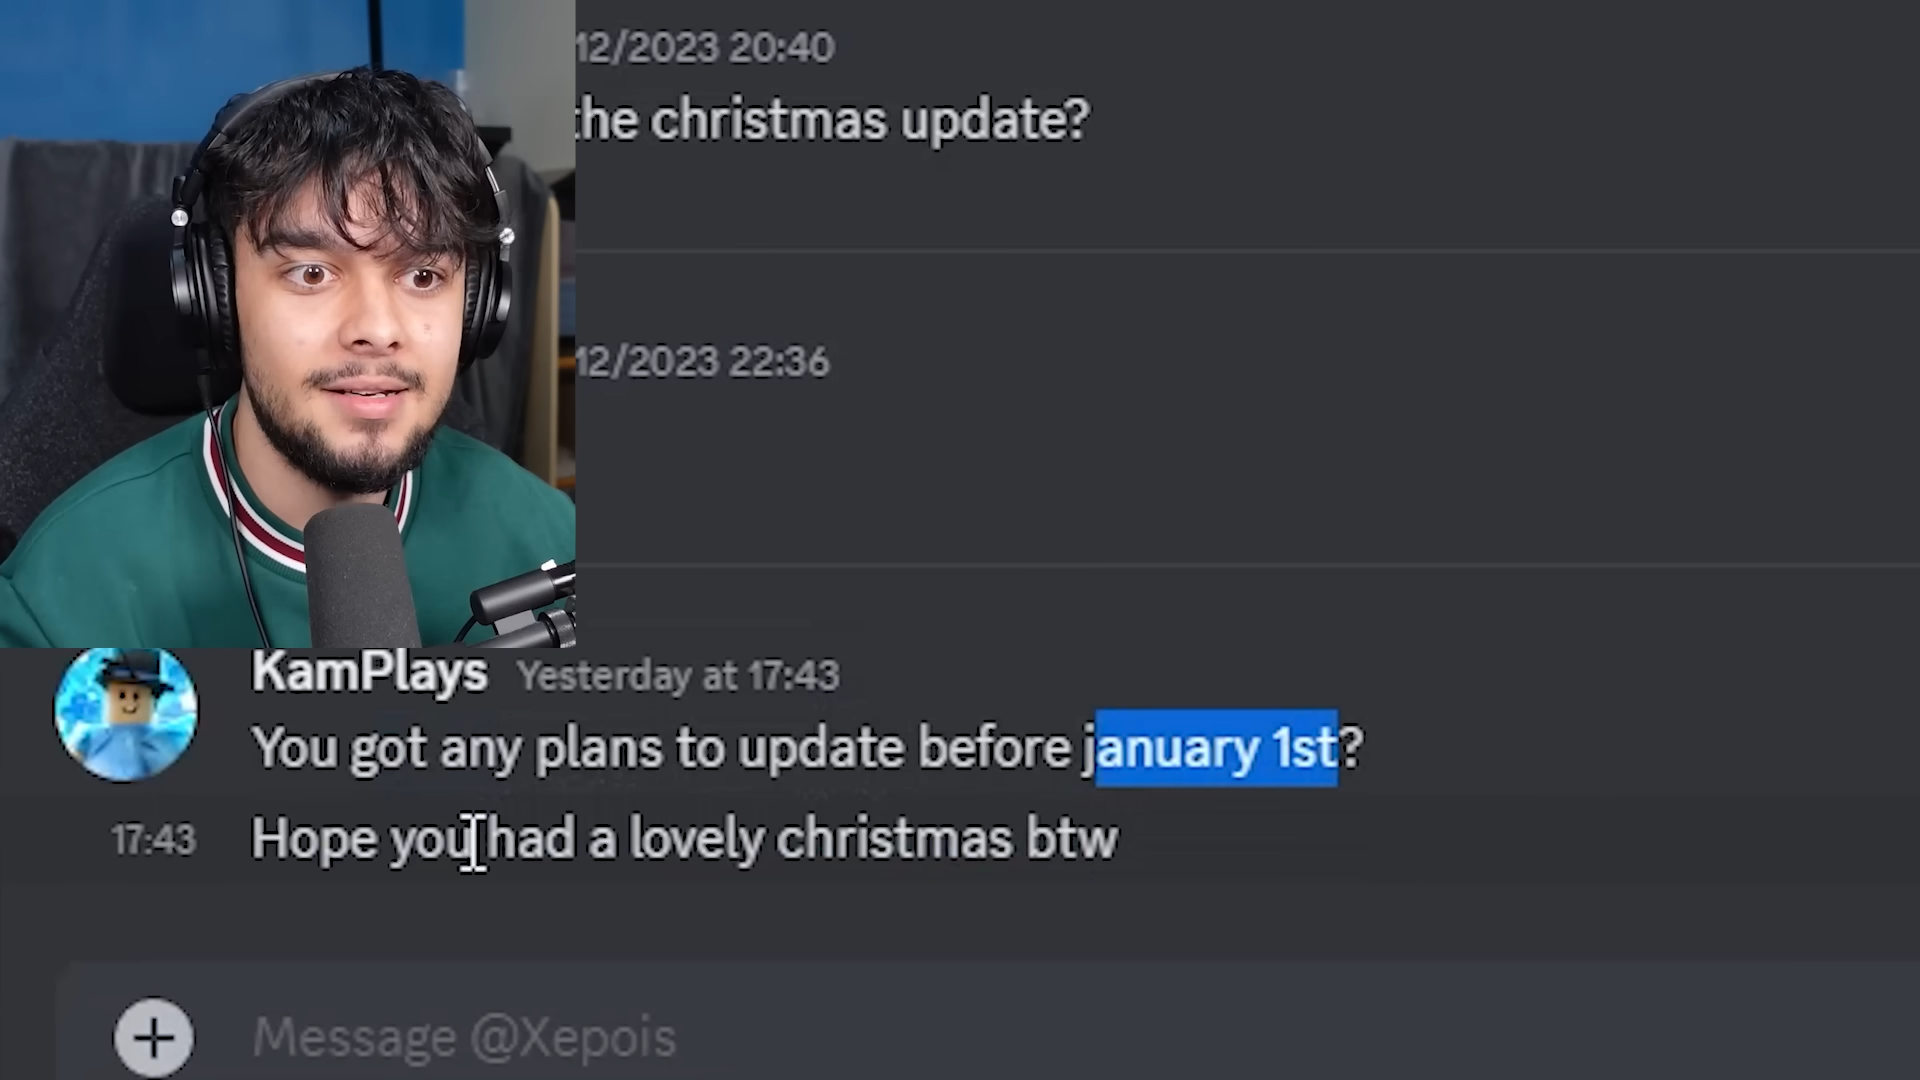 12/2023 20:40
the christmas update?
12/2023 22:36
KamPlays Yesterday at 17:43
You got any plans to update before january 1st?
17:43 Hope you had a lovely christmas btw
Message @Xepois